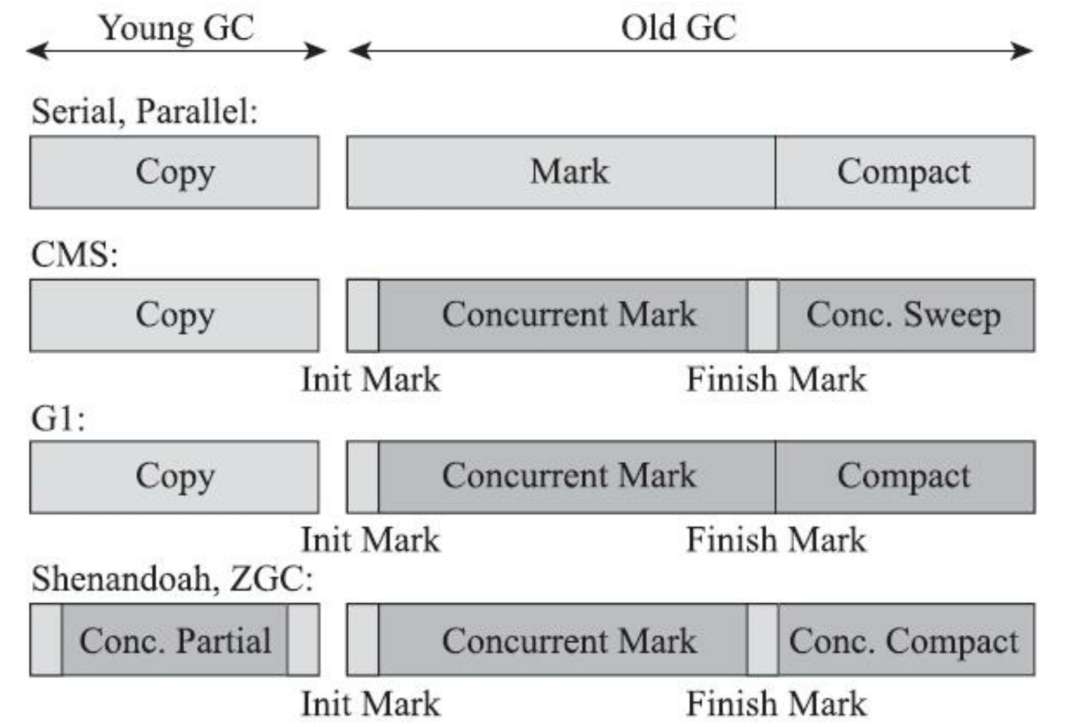 Young GC Old GC
Serial, Parallel:
Copy Mark Compact
CMS:
Copy Concurrent Mark Conc. Sweep
Init Mark Finish Mark
G1:
Copy Concurrent Mark Compact
Init Mark Finish Mark
Shenandoah, ZGC:
Conc. Partial Concurrent Mark Conc. Compact
Init Mark Finish Mark